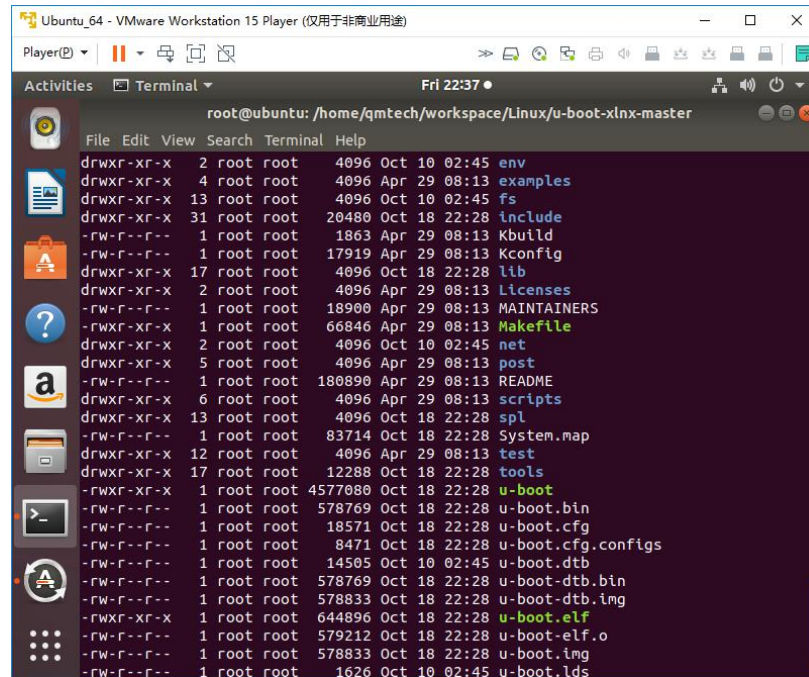 Ubuntu_64 - VMware Workstation 15 Player (仅用于非商业用途)
Player(P)
Activities Terminal Fri 22:37
root@ubuntu: /home/qmtech/workspace/Linux/u-boot-xlnx-master
File Edit View Search Terminal Help
drwxr-xr-x 2 root root 4096 Oct 10 02:45 env
drwxr-xr-x 4 root root 4096 Apr 29 08:13 examples
drwxr-xr-x 13 root root 4096 Oct 10 02:45 fs
drwxr-xr-x 31 root root 20480 Oct 18 22:28 include
-rw-r--r-- 1 root root 1863 Apr 29 08:13 Kbuild
-rw-r--r-- 1 root root 17919 Apr 29 08:13 Kconfig
drwxr-xr-x 17 root root 4096 Oct 18 22:28 lib
drwxr-xr-x 2 root root 4096 Apr 29 08:13 Licenses
-rw-r--r-- 1 root root 18900 Apr 29 08:13 MAINTAINERS
-rwxr-xr-x 1 root root 66846 Apr 29 08:13 Makefile
drwxr-xr-x 2 root root 4096 Oct 10 02:45 net
drwxr-xr-x 5 root root 4096 Apr 29 08:13 post
-rw-r--r-- 1 root root 180890 Apr 29 08:13 README
drwxr-xr-x 6 root root 4096 Apr 29 08:13 scripts
drwxr-xr-x 13 root root 4096 Oct 18 22:28 spl
-rw-r--r-- 1 root root 83714 Oct 18 22:28 System.map
drwxr-xr-x 12 root root 4096 Apr 29 08:13 test
drwxr-xr-x 17 root root 12288 Oct 18 22:28 tools
-rwxr-xr-x 1 root root 4577080 Oct 18 22:28 u-boot
-rw-r--r-- 1 root root 578769 Oct 18 22:28 u-boot.bin
-rw-r--r-- 1 root root 18571 Oct 18 22:28 u-boot.cfg
-rw-r--r-- 1 root root 8471 Oct 18 22:28 u-boot.cfg.configs
-rw-r--r-- 1 root root 14505 Oct 10 02:45 u-boot.dtb
-rw-r--r-- 1 root root 578769 Oct 18 22:28 u-boot-dtb.bin
-rw-r--r-- 1 root root 578833 Oct 18 22:28 u-boot-dtb.img
-rwxr-xr-x 1 root root 644896 Oct 18 22:28 u-boot.elf
-rw-r--r-- 1 root root 579212 Oct 18 22:28 u-boot-elf.o
-rw-r--r-- 1 root root 578833 Oct 18 22:28 u-boot.img
-rw-r--r-- 1 root root 1626 Oct 10 02:45 u-boot.lds